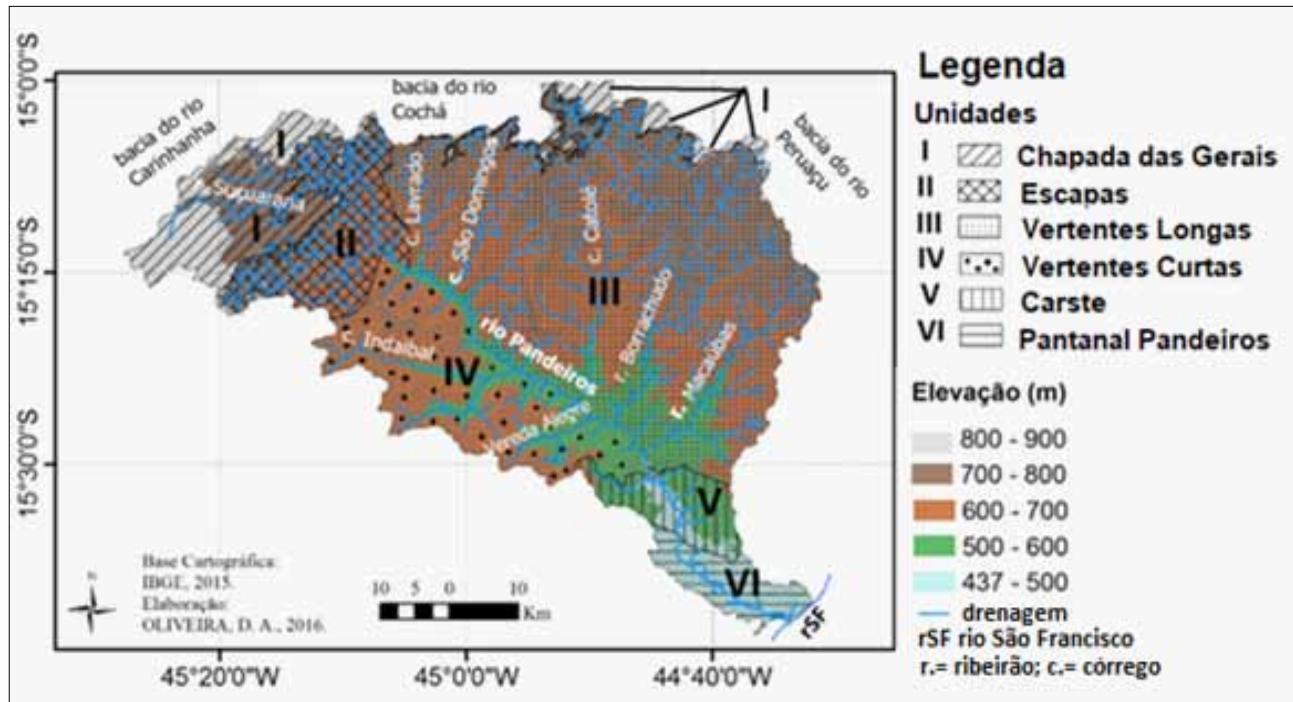 15°0'0"S
15°15'0"S
15°30'0"S
45°20'0"W
45°0'0"W
44°40'0"W
bacia do rio
Carinhanha
bacia do rio
Cochá
bacia do rio
Peruaçu
I
I
I
II
III
IV
V
VI
Suçuarana
c. Lavrado
c. São Domingos
c. Catolé
r. Borrachudo
r. Macaúbas
rio Pandeiros
c. Indaibal
Vereda Alegre
rSF
Base Cartográfica:
IBGE, 2015.
Elaboração:
OLIVEIRA, D. A., 2016.
N
10 5 0 10
Km
Legenda
Unidades
I Chapada das Gerais
II Escapas
III Vertentes Longas
IV Vertentes Curtas
V Carste
VI Pantanal Pandeiros
Elevação (m)
800 - 900
700 - 800
600 - 700
500 - 600
437 - 500
drenagem
rSF rio São Francisco
r.= ribeirão; c.= córrego